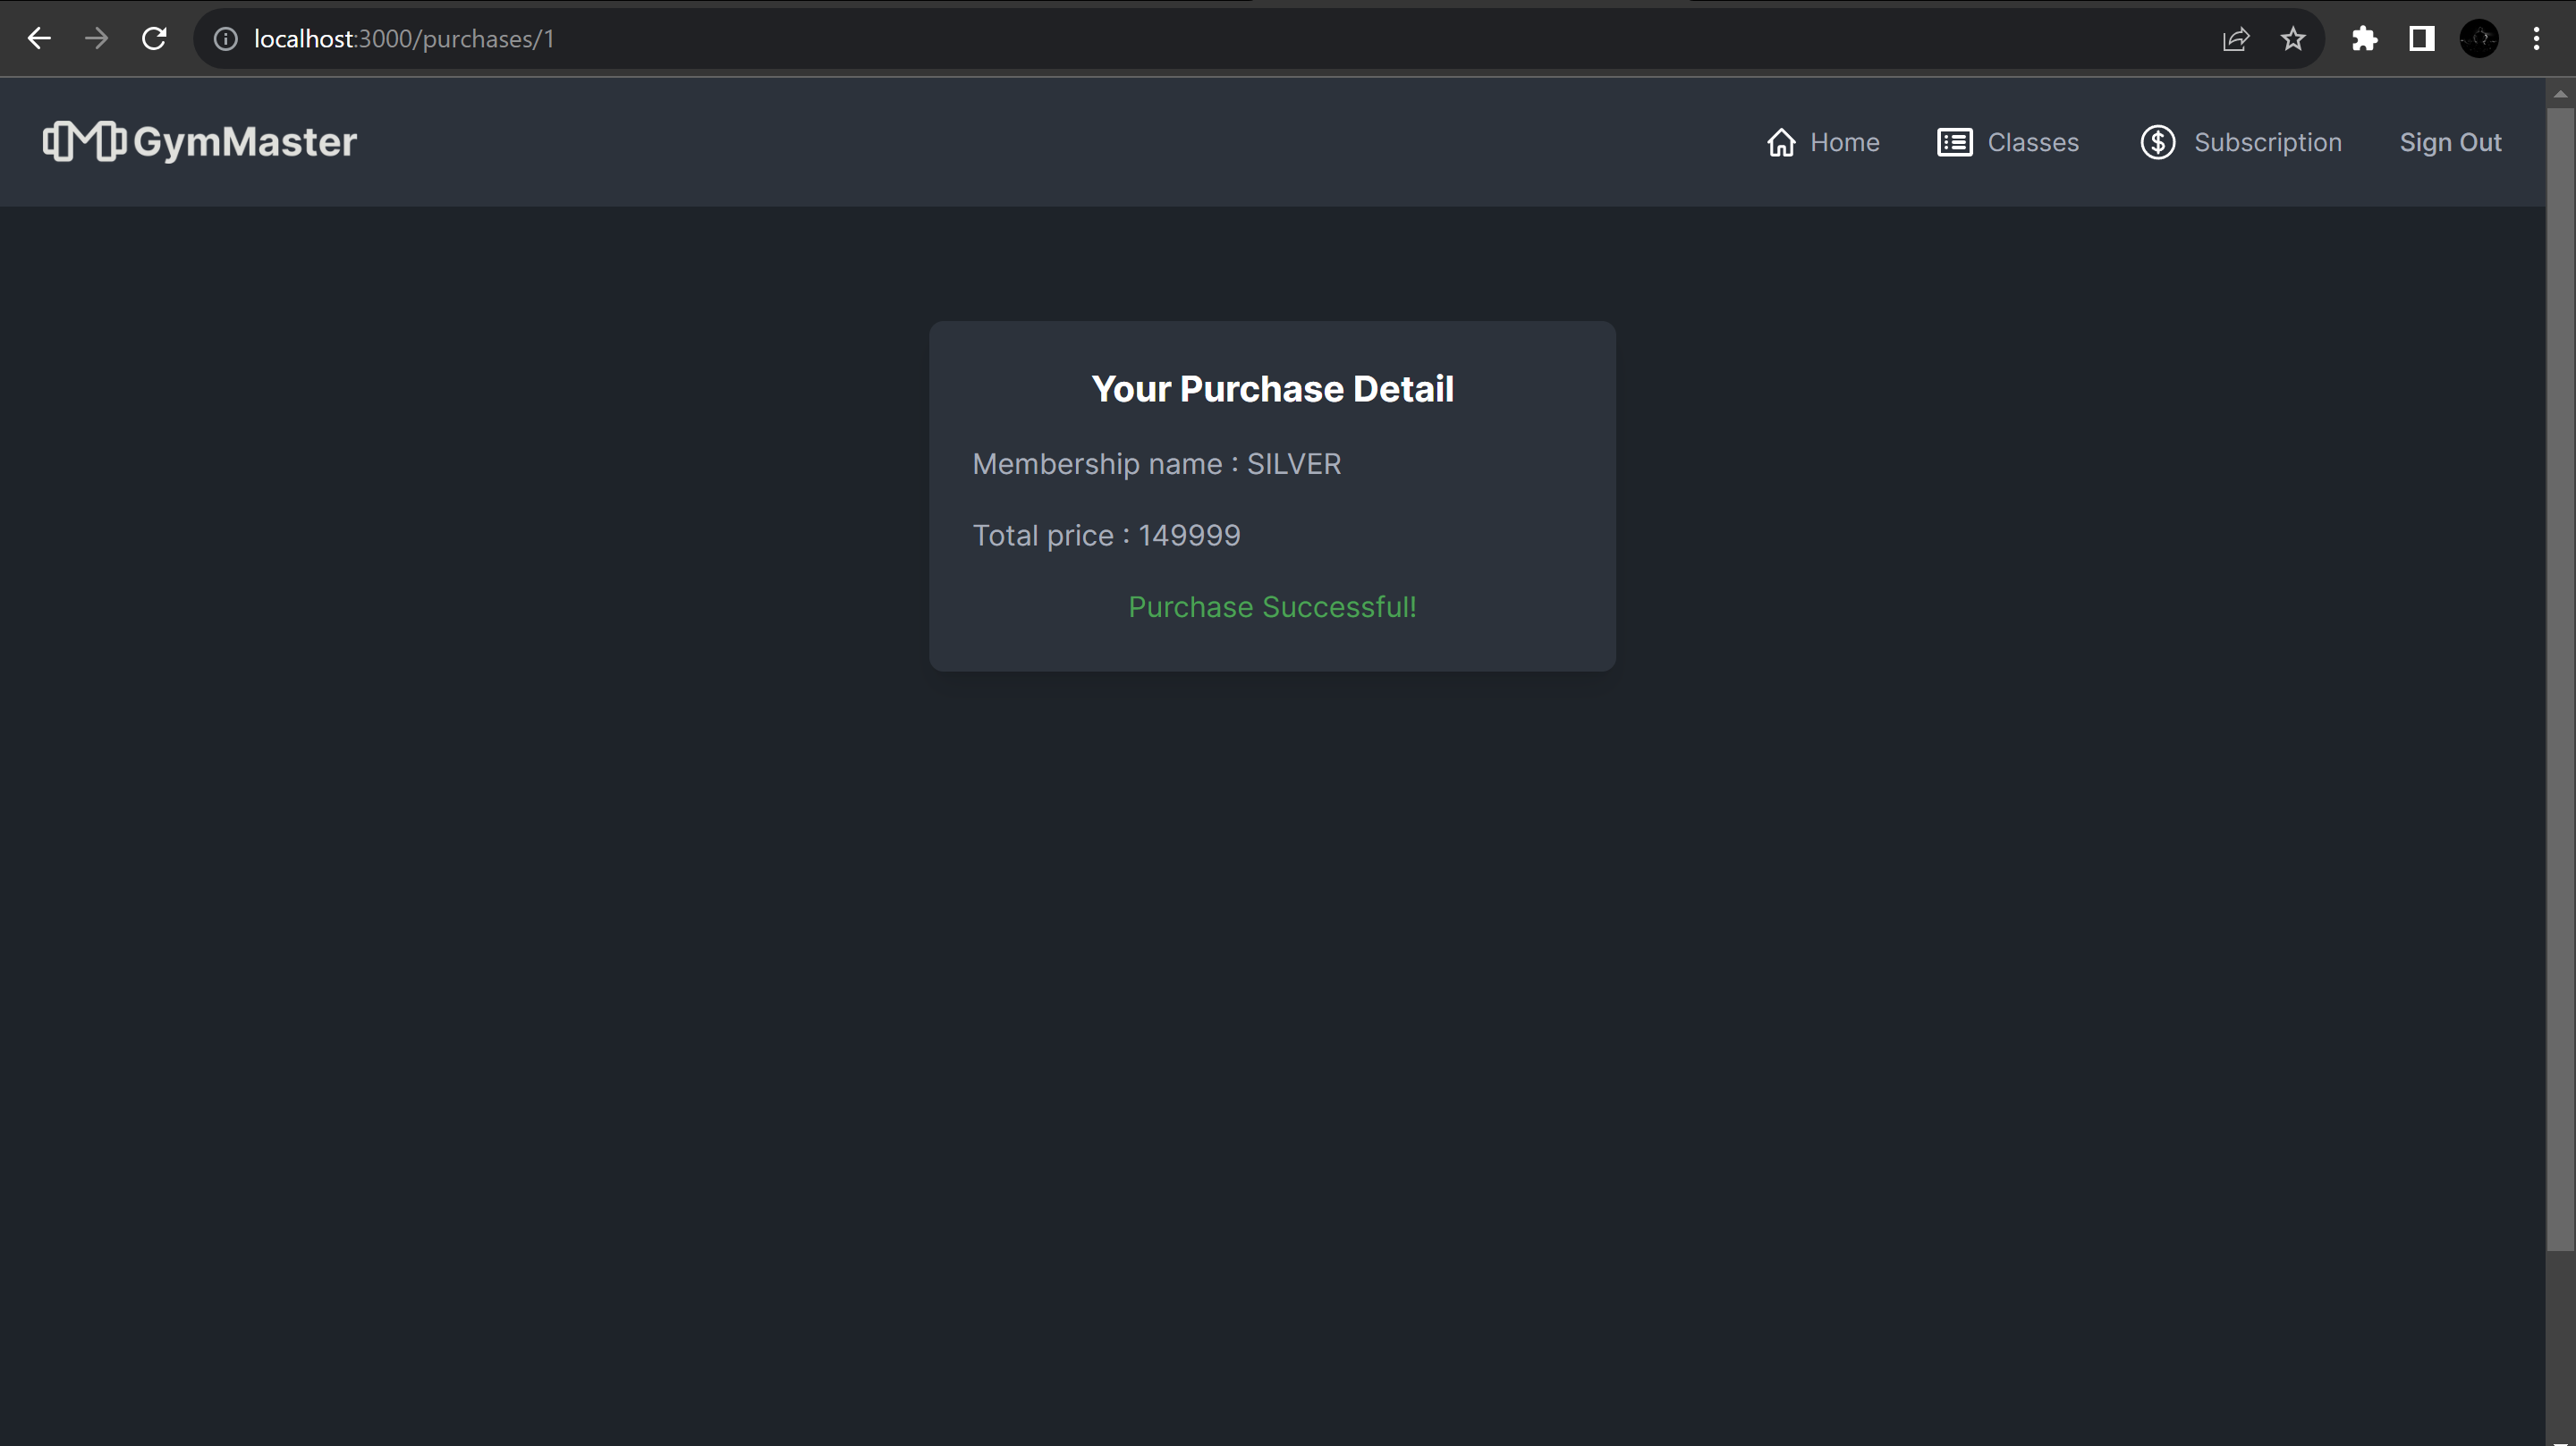 localhost:3000/purchases/1
GymMaster
Home
Classes
Subscription
Sign Out
Your Purchase Detail
Membership name : SILVER
Total price : 149999
Purchase Successful!